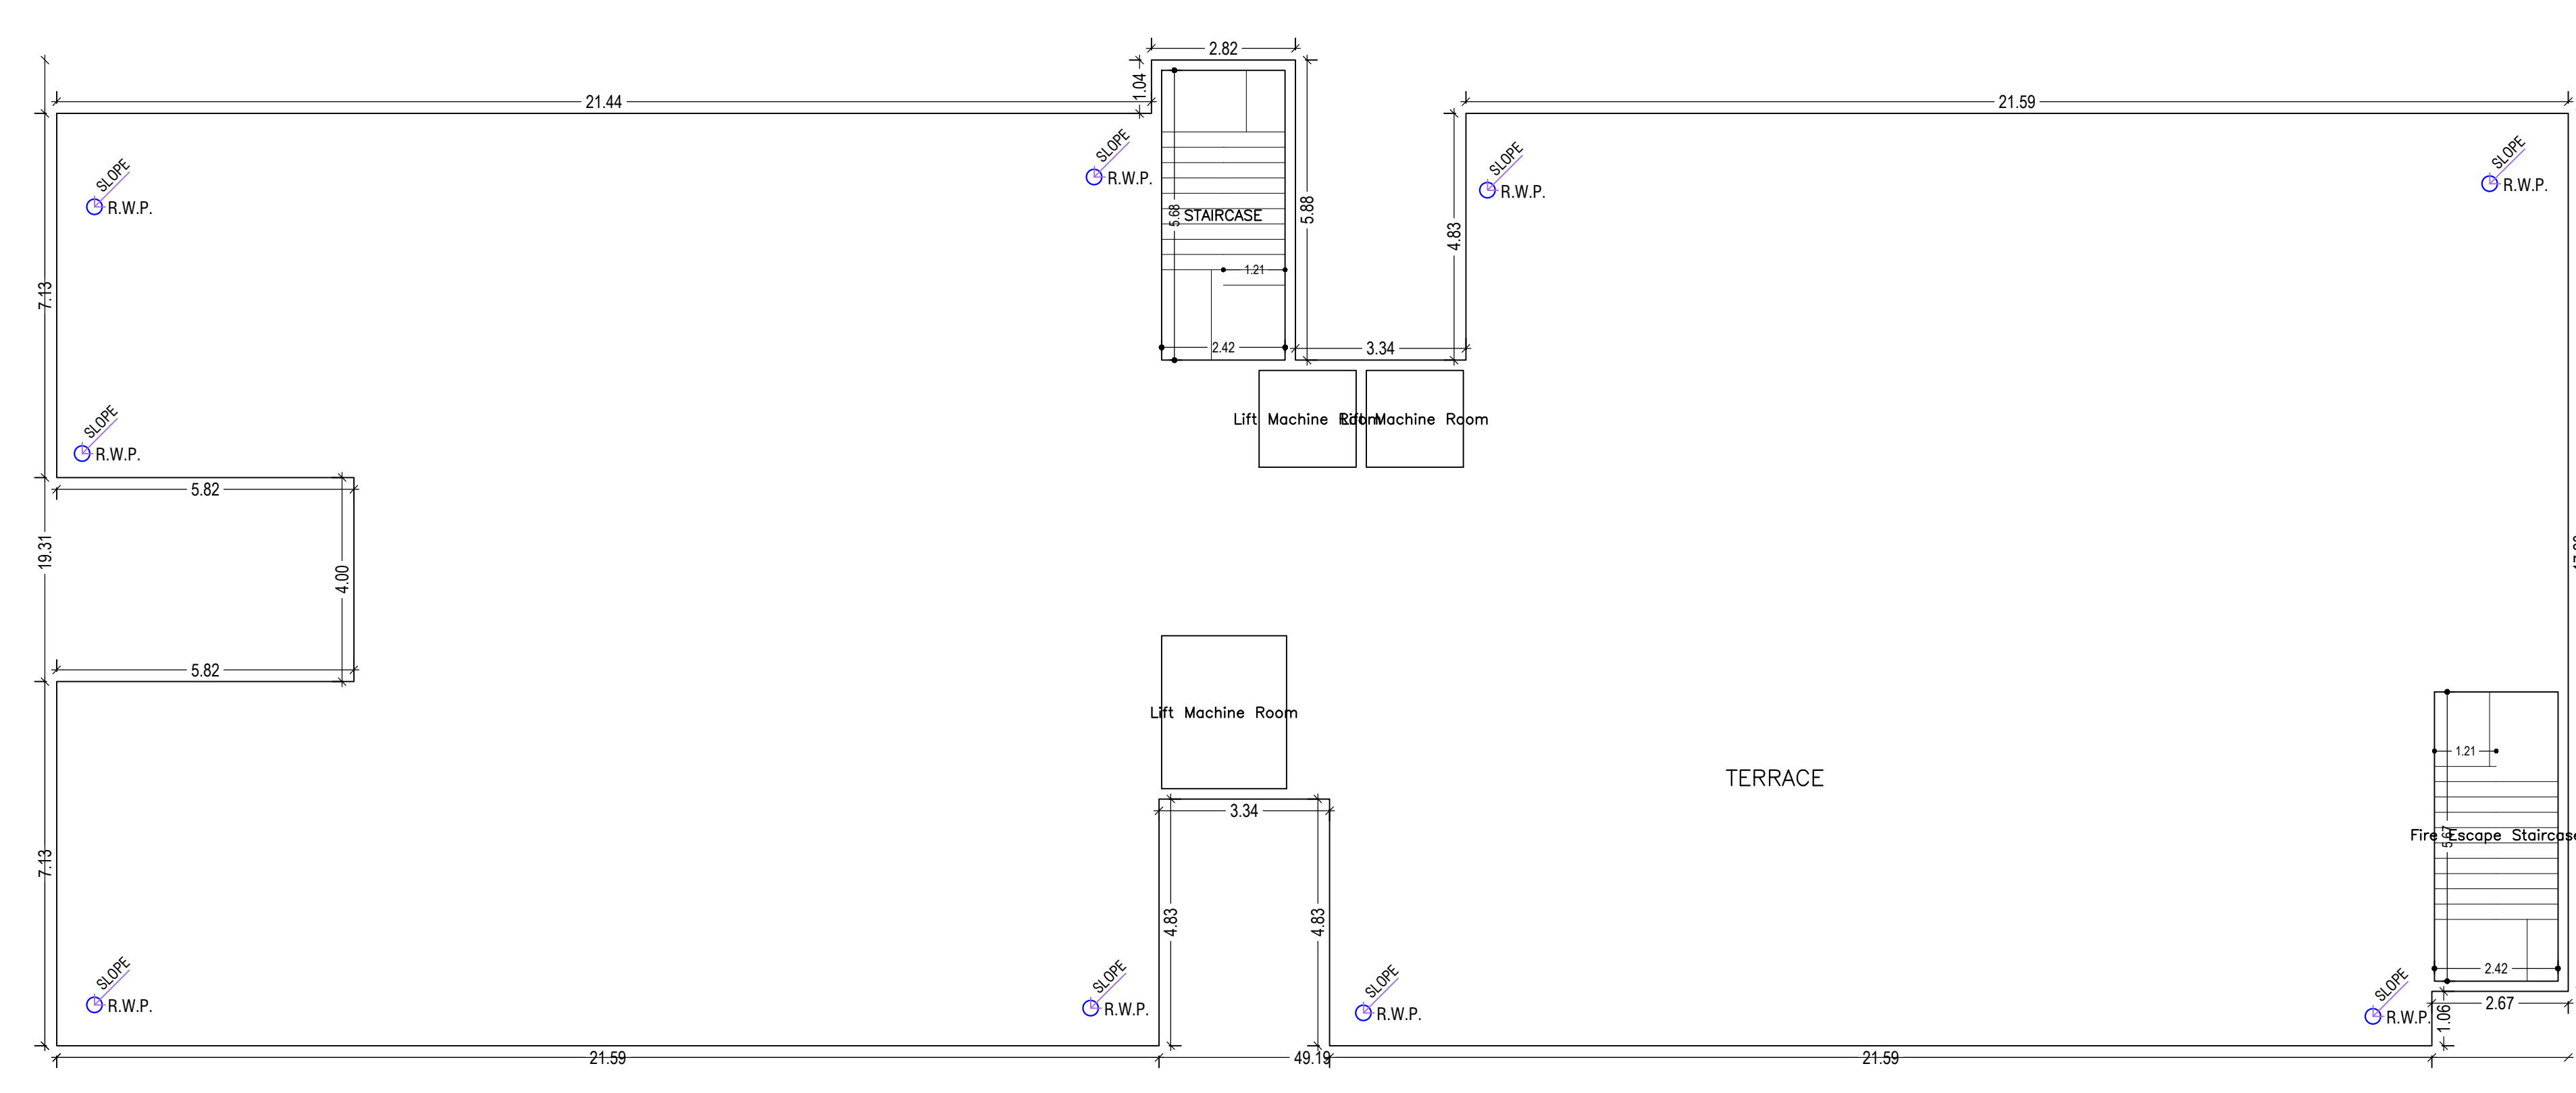 2.82
1.04
21.44
21.59
SLOPE
R.W.P.
SLOPE
R.W.P.
SLOPE
R.W.P.
SLOPE
R.W.P.
5.68
STAIRCASE
5.88
4.83
1.21
7.13
2.42
3.34
SLOPE
R.W.P.
Lift Machine Room
Lift Machine Room
5.82
19.31
4.00
5.82
Lift Machine Room
TERRACE
1.21
3.34
Fire Escape Staircase
5.67
7.13
4.83
4.83
2.42
SLOPE
R.W.P.
SLOPE
R.W.P.
SLOPE
R.W.P.
SLOPE
R.W.P.
2.67
1.06
21.59
49.19
21.59